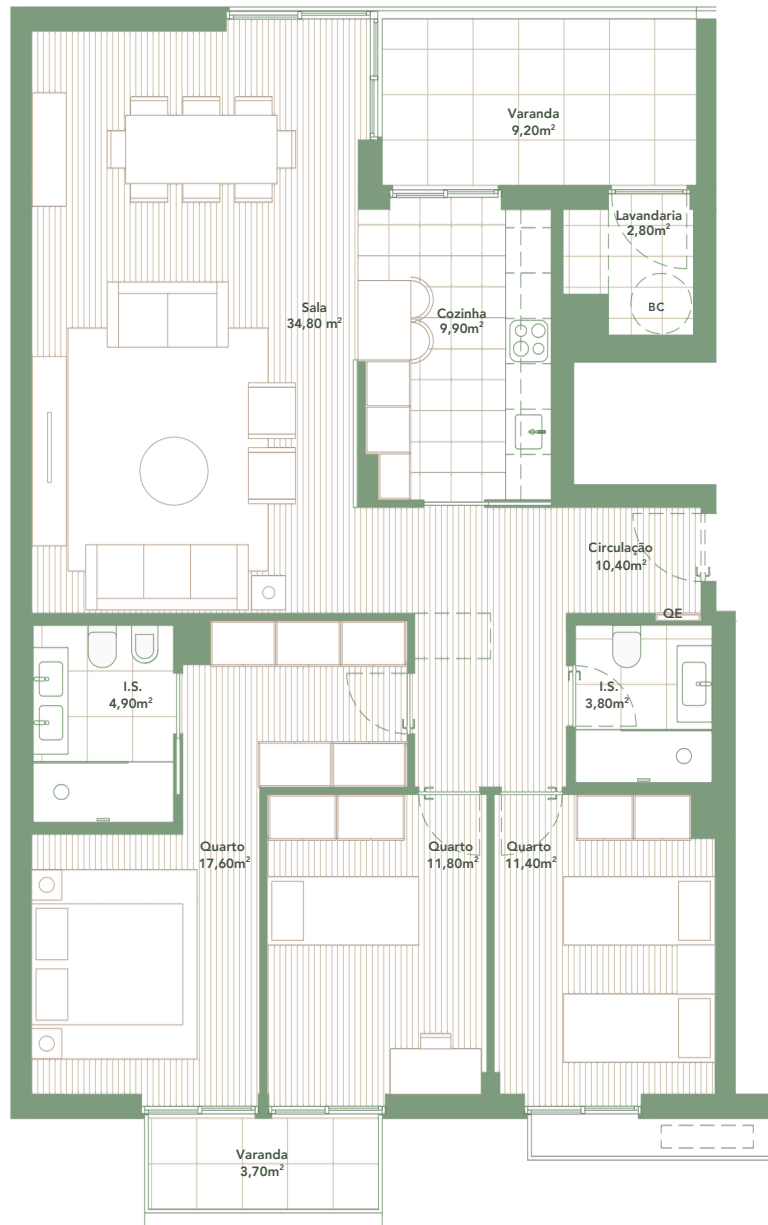 Varanda
9,20m²
Lavandaria
2,80m²
BC
Sala
34,80 m²
Cozinha
9,90m²
Circulação
10,40m²
QE
I.S.
4,90m²
I.S.
3,80m²
Quarto
17,60m²
Quarto
11,80m²
Quarto
11,40m²
Varanda
3,70m²